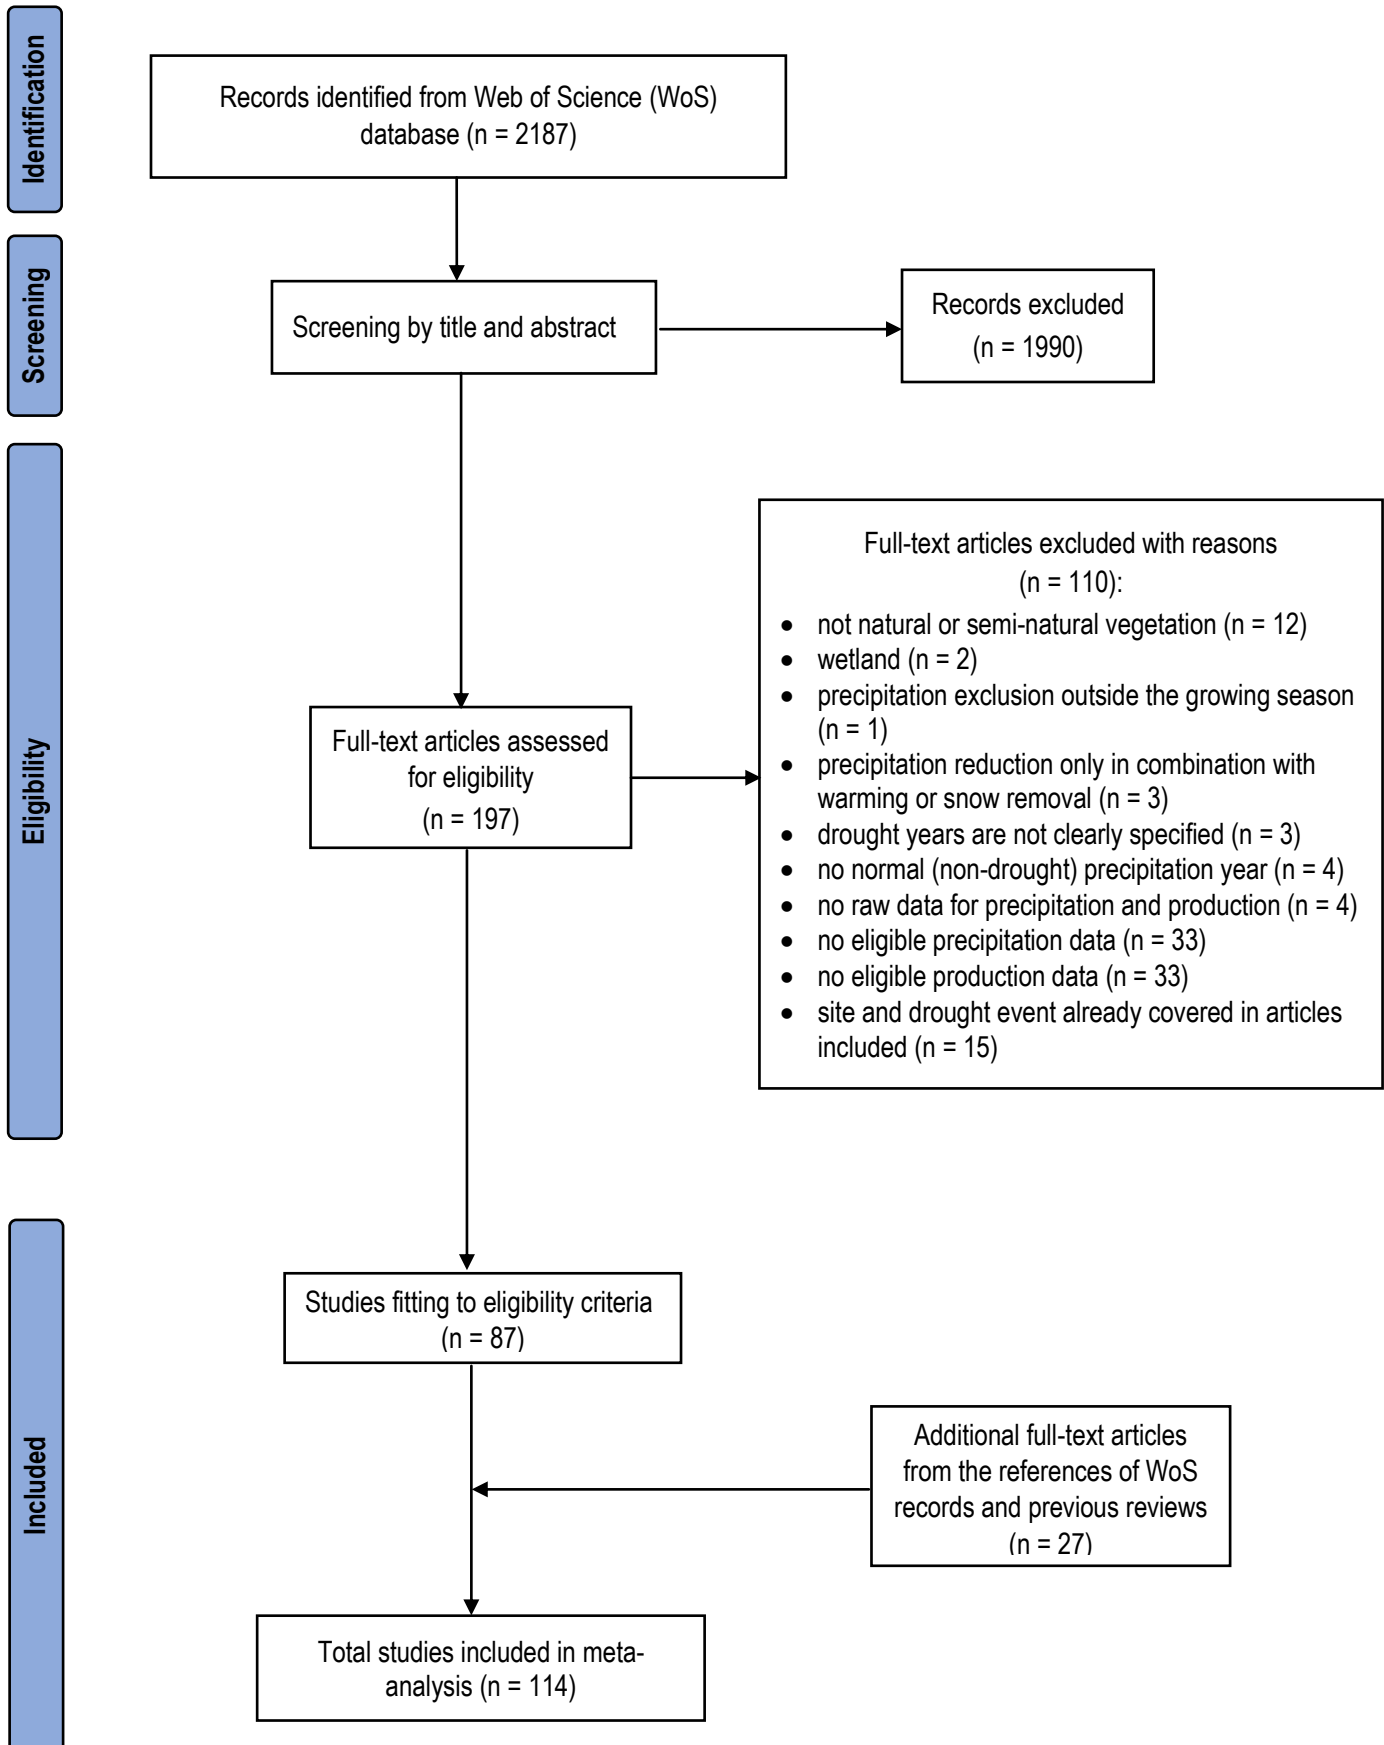 Identification
Records identified from Web of Science (WoS)
database (n = 2187)
Screening
Screening by title and abstract
Records excluded
(n = 1990)
Eligibility
Full-text articles assessed
for eligibility
(n = 197)
Full-text articles excluded with reasons
(n = 110):
• not natural or semi-natural vegetation (n = 12)
• wetland (n = 2)
• precipitation exclusion outside the growing season
(n = 1)
• precipitation reduction only in combination with
warming or snow removal (n = 3)
• drought years are not clearly specified (n = 3)
• no normal (non-drought) precipitation year (n = 4)
• no raw data for precipitation and production (n = 4)
• no eligible precipitation data (n = 33)
• no eligible production data (n = 33)
• site and drought event already covered in articles
included (n = 15)
Included
Studies fitting to eligibility criteria
(n = 87)
Additional full-text articles
from the references of WoS
records and previous reviews
(n = 27)
Total studies included in meta-
analysis (n = 114)